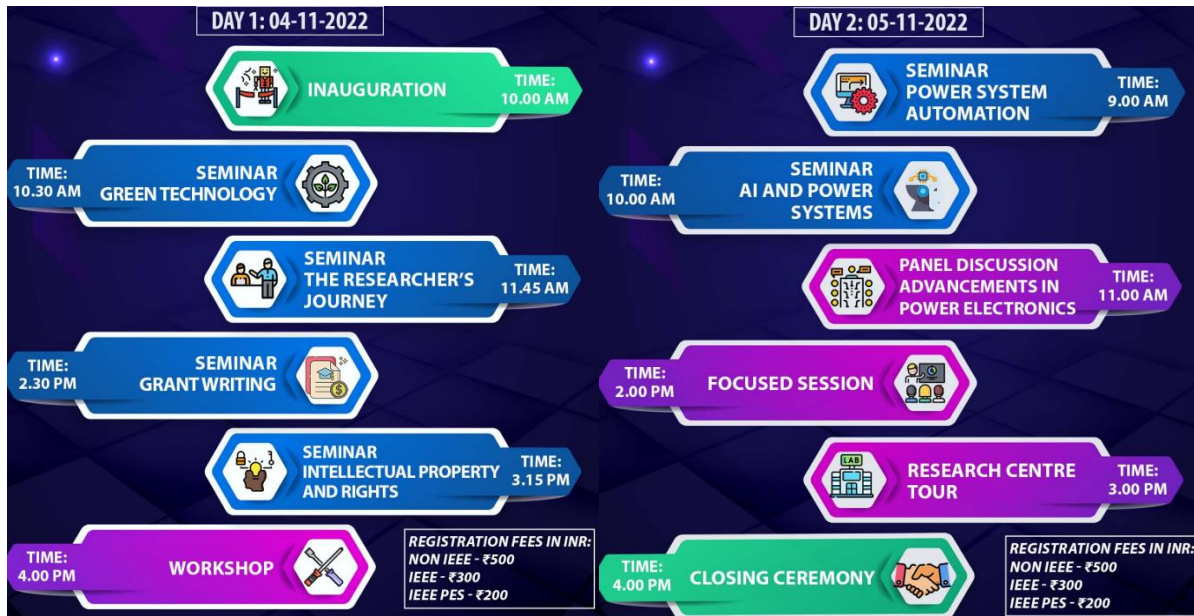 DAY 1: 04-11-2022
INAUGURATION
TIME:
10.00 AM
TIME:
10.30 AM
SEMINAR
GREEN TECHNOLOGY
SEMINAR
THE RESEARCHER'S
JOURNEY
TIME:
11.45 AM
TIME:
2.30 PM
SEMINAR
GRANT WRITING
SEMINAR
INTELLECTUAL PROPERTY
AND RIGHTS
TIME:
3.15 PM
TIME:
4.00 PM
WORKSHOP
REGISTRATION FEES IN INR:
NON IEEE - ₹500
IEEE - ₹300
IEEE PES - ₹200
DAY 2: 05-11-2022
SEMINAR
POWER SYSTEM
AUTOMATION
TIME:
9.00 AM
TIME:
10.00 AM
SEMINAR
AI AND POWER
SYSTEMS
PANEL DISCUSSION
ADVANCEMENTS IN
POWER ELECTRONICS
TIME:
11.00 AM
TIME:
2.00 PM
FOCUSED SESSION
LAB
RESEARCH CENTRE
TOUR
TIME:
3.00 PM
TIME:
4.00 PM
CLOSING CEREMONY
REGISTRATION FEES IN INR:
NON IEEE - ₹500
IEEE - ₹300
IEEE PES - ₹200